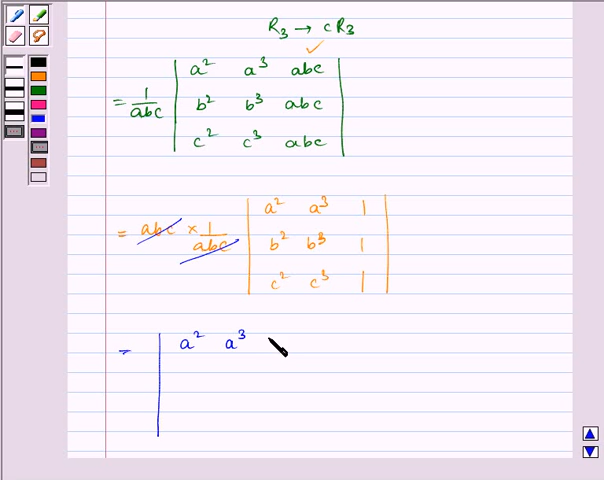 R₃ → cR₃
a² a³ abc
= 1/abc b² b³ abc
c² c³ abc
a² a³ 1
= abc × 1/abc b² b³ 1
c² c³ 1
= a² a³